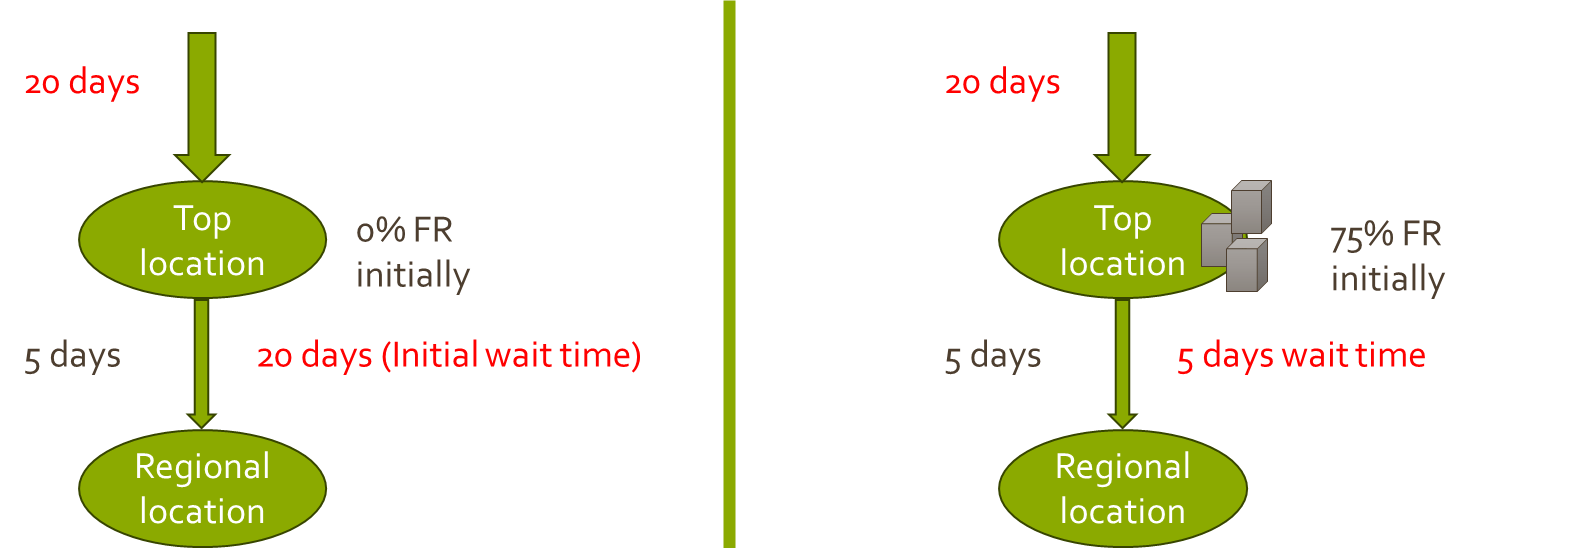 20 days
Top
location
0% FR
initially
5 days
20 days (Initial wait time)
Regional
location
20 days
Top
location
75% FR
initially
5 days
5 days wait time
Regional
location